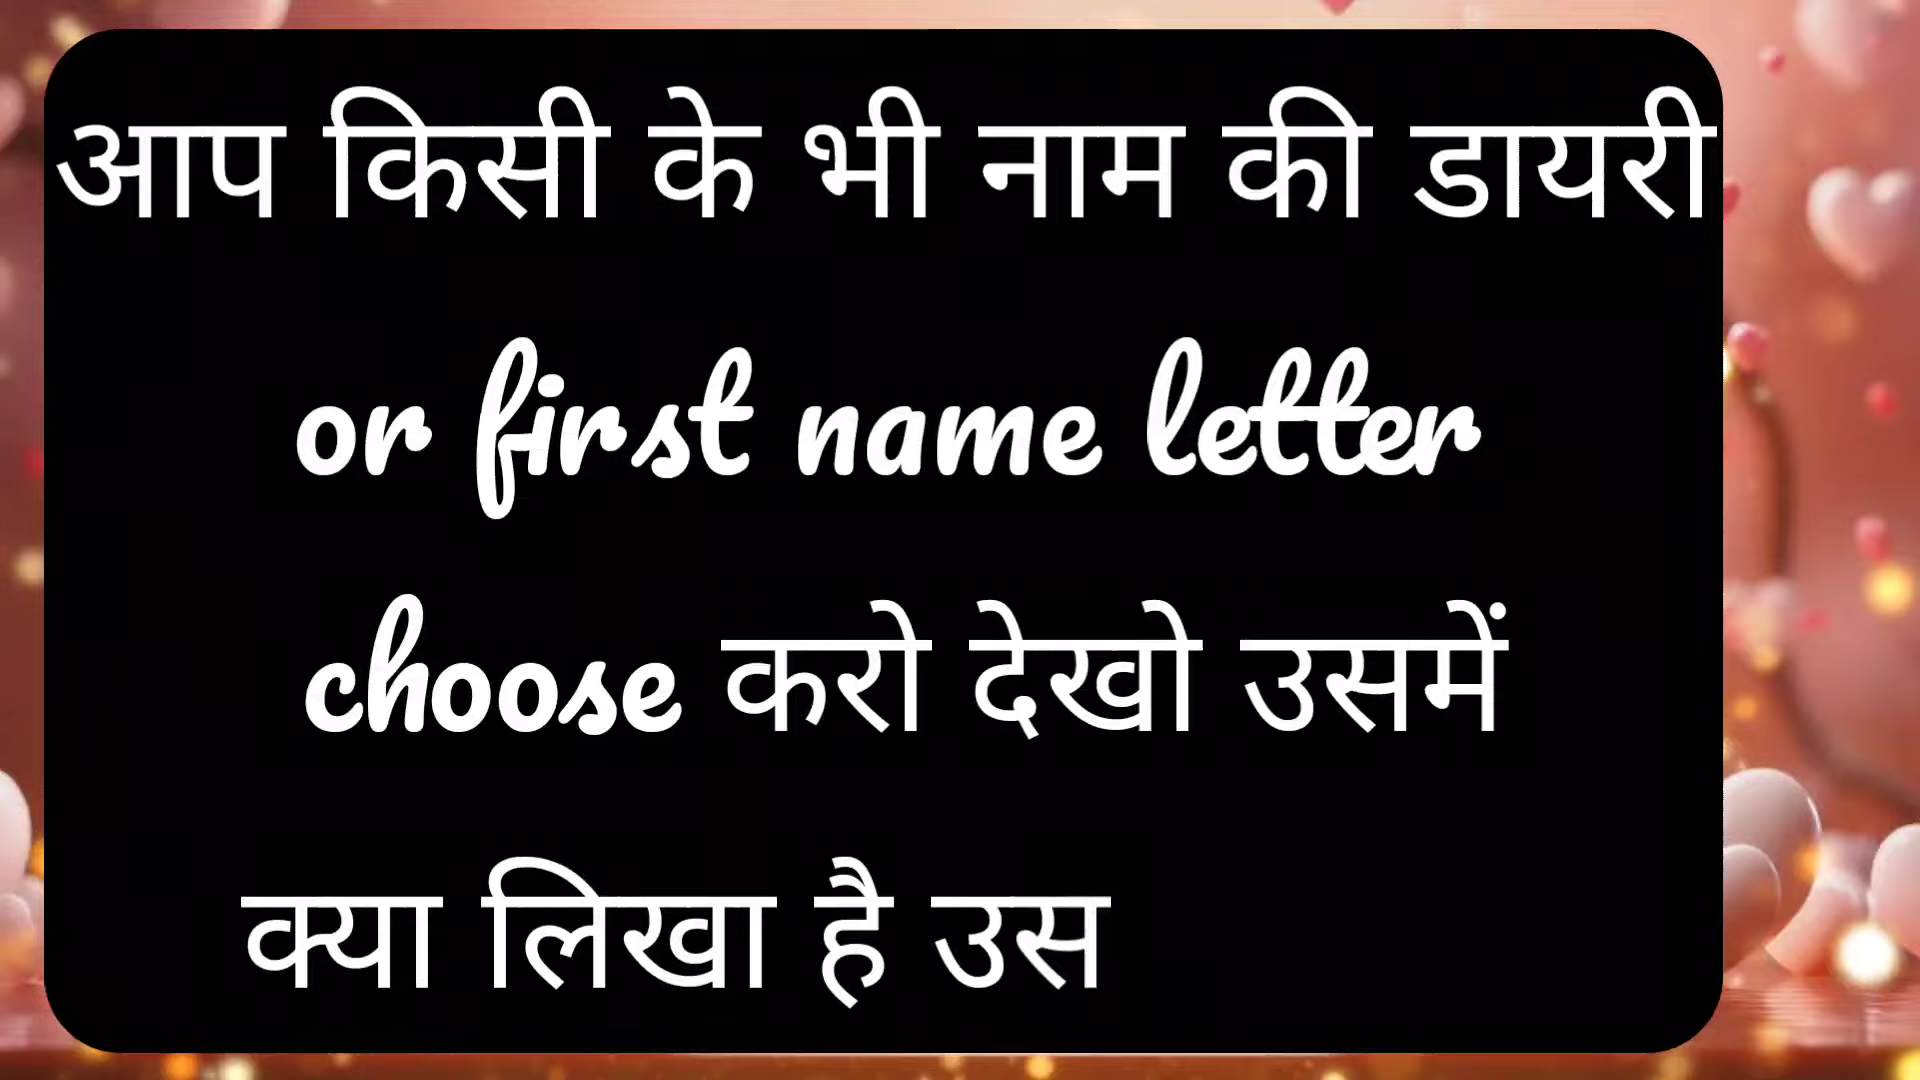 आप किसी के भी नाम की डायरी
or first name letter
choose करो देखो उसमें
क्या लिखा है उस